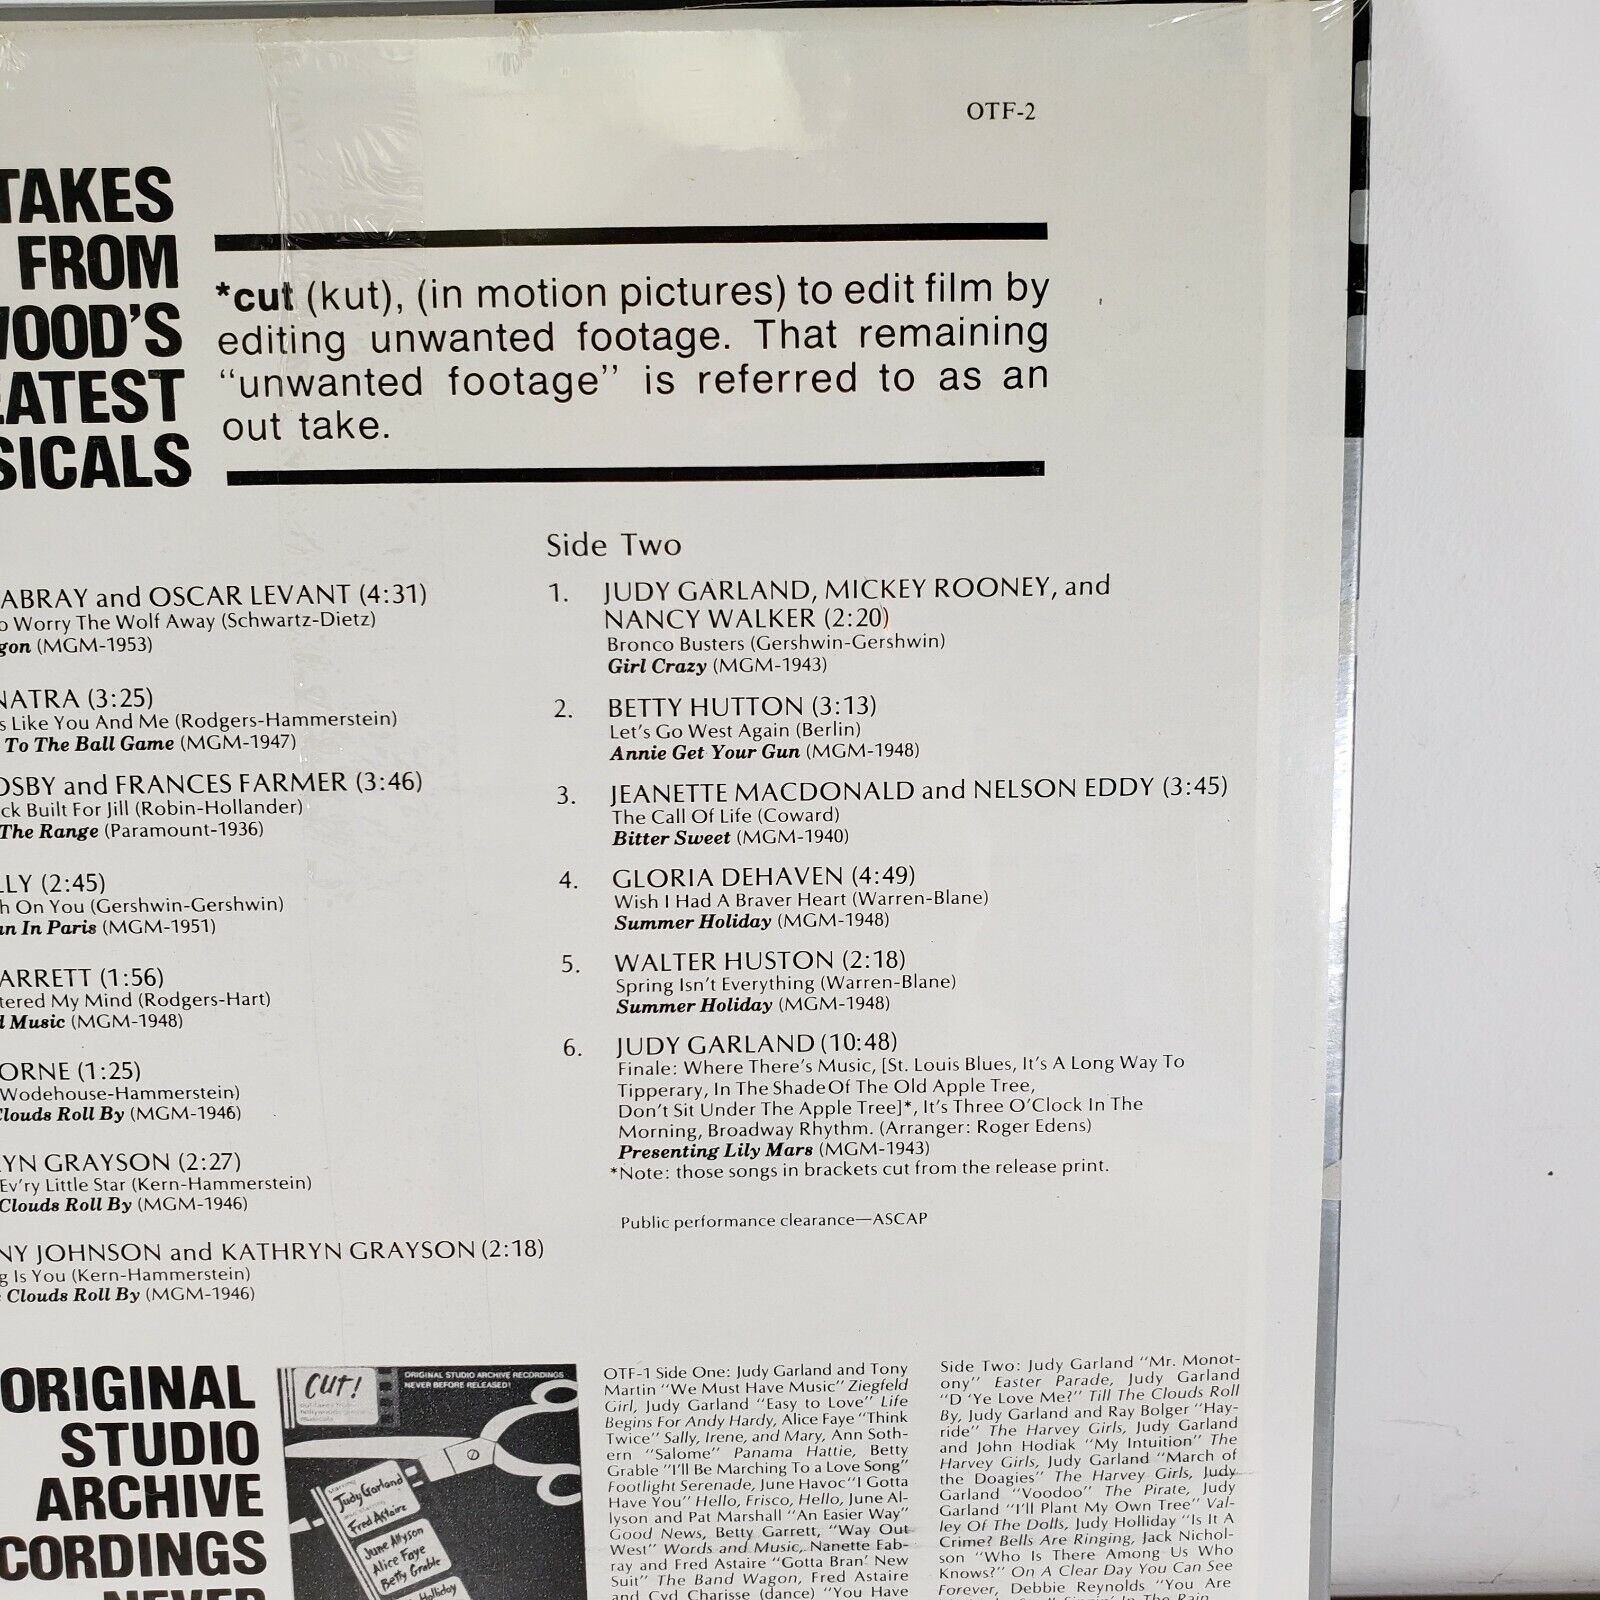 OTF-2
TAKES
FROM
WOOD'S
EATEST
SICALS
*cut (kut), (in motion pictures) to edit film by
editing unwanted footage. That remaining
"unwanted footage" is referred to as an
out take.
ABRAY and OSCAR LEVANT (4:31)
o Worry The Wolf Away (Schwartz-Dietz)
gon (MGM-1953)
NATRA (3:25)
s Like You And Me (Rodgers-Hammerstein)
To The Ball Game (MGM-1947)
OSBY and FRANCES FARMER (3:46)
ck Built For Jill (Robin-Hollander)
The Range (Paramount-1936)
LLY (2:45)
h On You (Gershwin-Gershwin)
an In Paris (MGM-1951)
ARRETT (1:56)
tered My Mind (Rodgers-Hart)
d Music (MGM-1948)
ORNE (1:25)
Wodehouse-Hammerstein)
Clouds Roll By (MGM-1946)
YN GRAYSON (2:27)
Ev'ry Little Star (Kern-Hammerstein)
Clouds Roll By (MGM-1946)
NY JOHNSON and KATHRYN GRAYSON (2:18)
g Is You (Kern-Hammerstein)
Clouds Roll By (MGM-1946)
Side Two
1. JUDY GARLAND, MICKEY ROONEY, and
NANCY WALKER (2:20)
Bronco Busters (Gershwin-Gershwin)
Girl Crazy (MGM-1943)
2. BETTY HUTTON (3:13)
Let's Go West Again (Berlin)
Annie Get Your Gun (MGM-1948)
3. JEANETTE MACDONALD and NELSON EDDY (3:45)
The Call Of Life (Coward)
Bitter Sweet (MGM-1940)
4. GLORIA DEHAVEN (4:49)
Wish I Had A Braver Heart (Warren-Blane)
Summer Holiday (MGM-1948)
5. WALTER HUSTON (2:18)
Spring Isn't Everything (Warren-Blane)
Summer Holiday (MGM-1948)
6. JUDY GARLAND (10:48)
Finale: Where There's Music, [St. Louis Blues, It's A Long Way To
Tipperary, In The Shade Of The Old Apple Tree,
Don't Sit Under The Apple Tree]*, It's Three O'Clock In The
Morning, Broadway Rhythm. (Arranger: Roger Edens)
Presenting Lily Mars (MGM-1943)
*Note: those songs in brackets cut from the release print.
Public performance clearance—ASCAP
ORIGINAL
STUDIO
ARCHIVE
CORDINGS
NEVER
CUT!
ORIGINAL STUDIO ARCHIVE RECORDINGS
NEVER BEFORE RELEASED!
Judy Garland
Fred Astaire
June Allyson
Alice Faye
Betty Grable
Holliday
OTF-1 Side One: Judy Garland and Tony
Martin "We Must Have Music" Ziegfeld
Girl, Judy Garland "Easy to Love" Life
Begins For Andy Hardy, Alice Faye "Think
Twice" Sally, Irene, and Mary, Ann Soth-
ern "Salome" Panama Hattie, Betty
Grable "I'll Be Marching To a Love Song"
Footlight Serenade, June Havoc "I Gotta
Have You" Hello, Frisco, Hello, June Al-
lyson and Pat Marshall "An Easier Way"
Good News, Betty Garrett, "Way Out
West" Words and Music, Nanette Fab-
ray and Fred Astaire "Gotta Bran' New
Suit" The Band Wagon, Fred Astaire
and Cyd Charisse (dance) "You Have
Side Two: Judy Garland "Mr. Monot-
ony" Easter Parade, Judy Garland
"D 'Ye Love Me?" Till The Clouds Roll
By, Judy Garland and Ray Bolger "Hay-
ride" The Harvey Girls, Judy Garland
and John Hodiak "My Intuition" The
Harvey Girls, Judy Garland "March of
the Doagies" The Harvey Girls, Judy
Garland "Voodoo" The Pirate, Judy
Garland "I'll Plant My Own Tree" Val-
ley Of The Dolls, Judy Holliday "Is It A
Crime? Bells Are Ringing, Jack Nichol-
son "Who Is There Among Us Who
Knows?" On A Clear Day You Can See
Forever, Debbie Reynolds "You Are
Singin' In The Rain